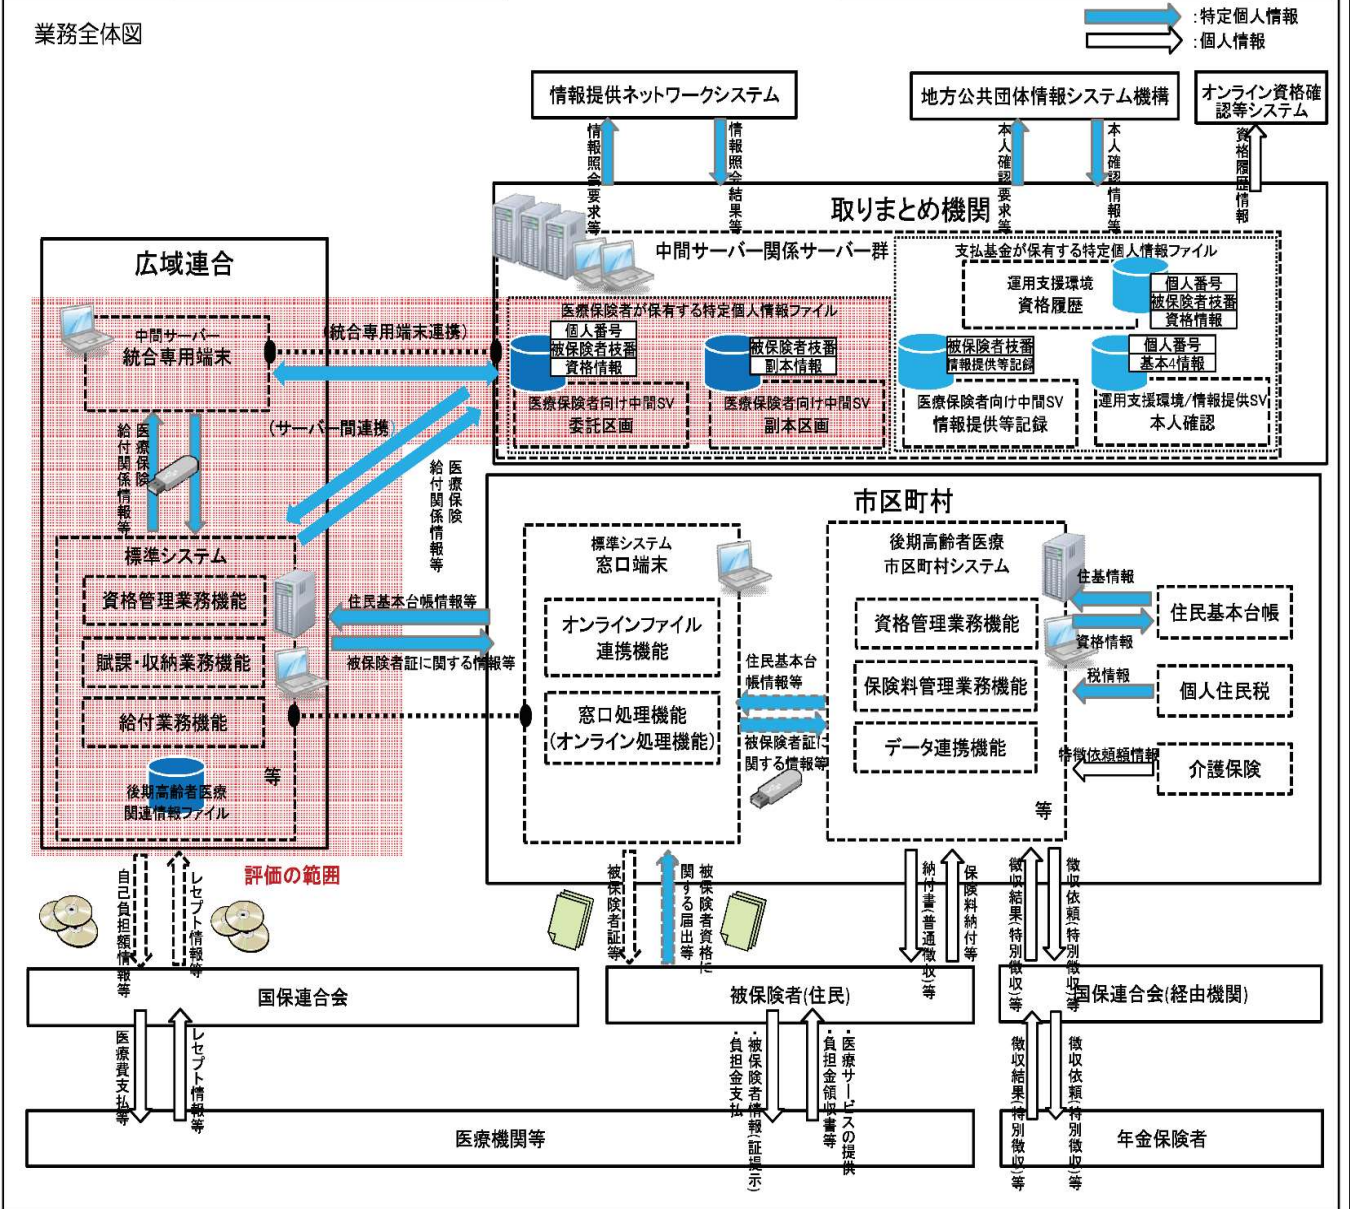 業務全体図
:特定個人情報
:個人情報
情報提供ネットワークシステム
地方公共団体情報システム機構
オンライン資格確
認等システム
情報照会要求等
情報照会結果等
本人確認要求等
本人確認情報等
資格履歴情報
取りまとめ機関
中間サーバー関係サーバー群
支払基金が保有する特定個人情報ファイル
運用支援環境
資格履歴
個人番号
被保険者枝番
資格情報
医療保険者が保有する特定個人情報ファイル
個人番号
被保険者枝番
資格情報
医療保険者向け中間SV
委託区画
被保険者枝番
副本情報
医療保険者向け中間SV
副本区画
被保険者枝番
情報提供等記録
医療保険者向け中間SV
情報提供等記録
個人番号
基本4情報
運用支援環境/情報提供SV
本人確認
広域連合
中間サーバー
統合専用端末
(統合専用端末連携)
(サーバー間連携)
医療保険
給付関係情報等
医療保険
給付関係情報等
標準システム
資格管理業務機能
賦課・収納業務機能
給付業務機能
等
後期高齢者医療
関連情報ファイル
評価の範囲
住民基本台帳情報等
被保険者証に関する情報等
市区町村
標準システム
窓口端末
オンラインファイル
連携機能
窓口処理機能
(オンライン処理機能)
住民基本台
帳情報等
被保険者証に
関する情報等
後期高齢者医療
市区町村システム
資格管理業務機能
保険料管理業務機能
データ連携機能
等
住基情報
資格情報
税情報
特徴依頼額情報
住民基本台帳
個人住民税
介護保険
自己負担額情報等
レセプト情報等
被保険者証等
被保険者資格に
関する届出等
納付書(普通徴収)等
保険料納付等
徴収結果(特別徴収)等
徴収依頼(特別徴収)等
国保連合会
被保険者(住民)
国保連合会(経由機関)
医療費支払等
レセプト情報等
・被保険者情報(証提示)
・負担金支払
・医療サービスの提供
・負担金領収書等
徴収結果(特別徴収)等
徴収依頼(特別徴収)等
医療機関等
年金保険者